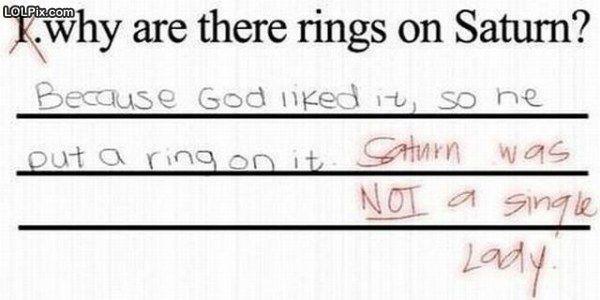 LOLPix.com
1.why are there rings on Saturn?
Because God liked it, so he
put a ring on it. Saturn was
NOT a single
Lady.